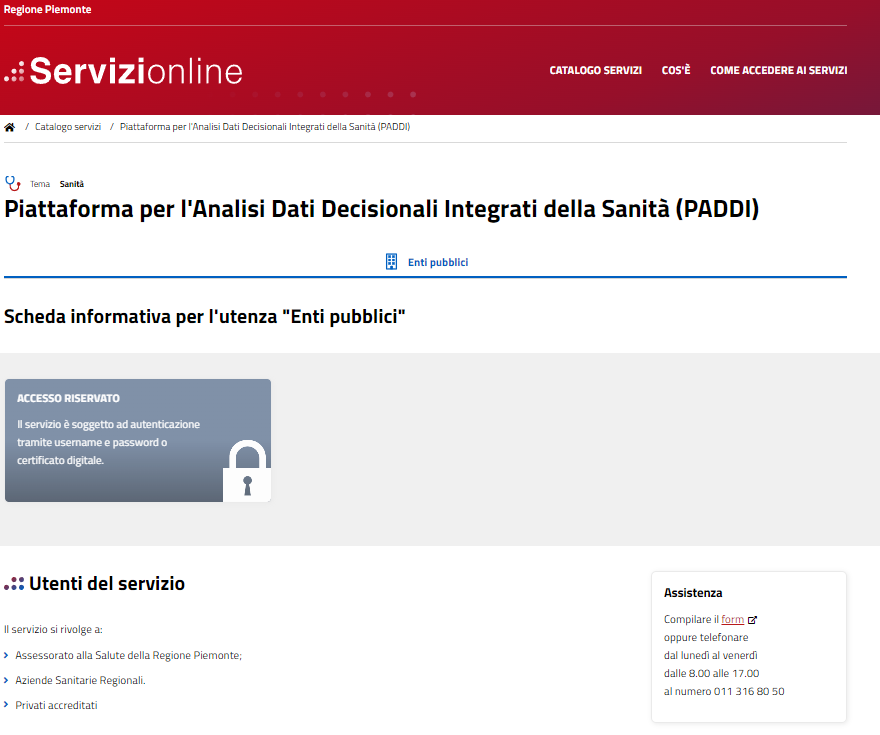 Regione Piemonte
Servizionline
CATALOGO SERVIZI COS'È COME ACCEDERE AI SERVIZI
/ Catalogo servizi / Piattaforma per l'Analisi Dati Decisionali Integrati della Sanità (PADDI)
Tema Sanità
Piattaforma per l'Analisi Dati Decisionali Integrati della Sanità (PADDI)
Enti pubblici
Scheda informativa per l'utenza "Enti pubblici"
ACCESSO RISERVATO
Il servizio è soggetto ad autenticazione
tramite username e password o
certificato digitale.
Utenti del servizio
Il servizio si rivolge a:
Assessorato alla Salute della Regione Piemonte;
Aziende Sanitarie Regionali.
Privati accreditati
Assistenza
Compilare il form
oppure telefonare
dal lunedì al venerdì
dalle 8.00 alle 17.00
al numero 011 316 80 50